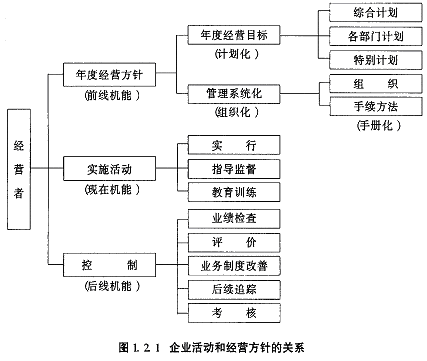 经营者
年度经营方针
(前线机能)
年度经营目标
(计划化)
综合计划
各部门计划
特别计划
管理系统化
(组织化)
组 织
手续方法
(手册化)
实施活动
(现在机能)
实 行
指导监督
教育训练
控 制
(后线机能)
业绩检查
评 价
业务制度改善
后续追踪
考 核
图 1. 2. 1 企业活动和经营方针的关系